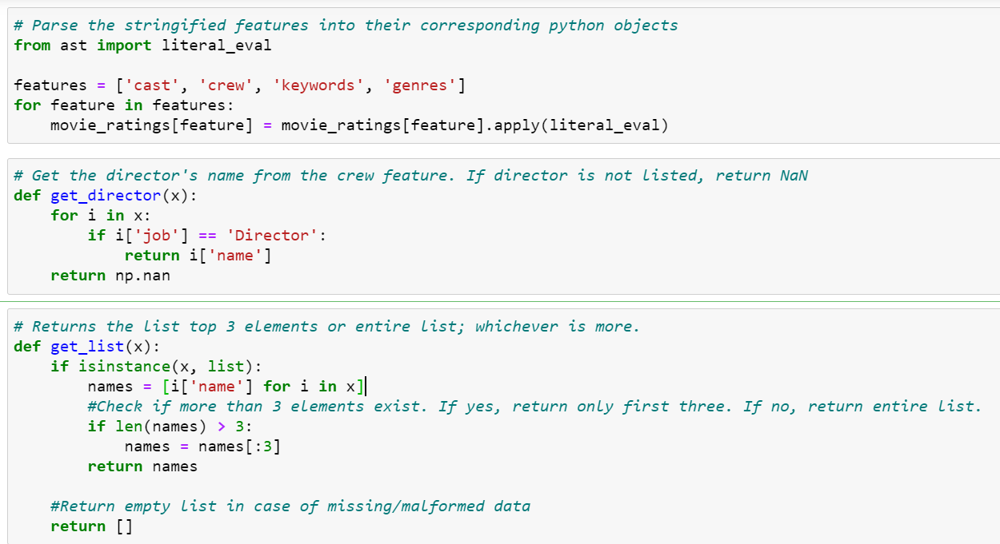 # Parse the stringified features into their corresponding python objects
from ast import literal_eval
features = ['cast', 'crew', 'keywords', 'genres']
for feature in features:
    movie_ratings[feature] = movie_ratings[feature].apply(literal_eval)
# Get the director's name from the crew feature. If director is not listed, return NaN
def get_director(x):
    for i in x:
        if i['job'] == 'Director':
            return i['name']
    return np.nan
# Returns the list top 3 elements or entire list; whichever is more.
def get_list(x):
    if isinstance(x, list):
        names = [i['name'] for i in x]
        #Check if more than 3 elements exist. If yes, return only first three. If no, return entire list.
        if len(names) > 3:
            names = names[:3]
        return names
    #Return empty list in case of missing/malformed data
    return []